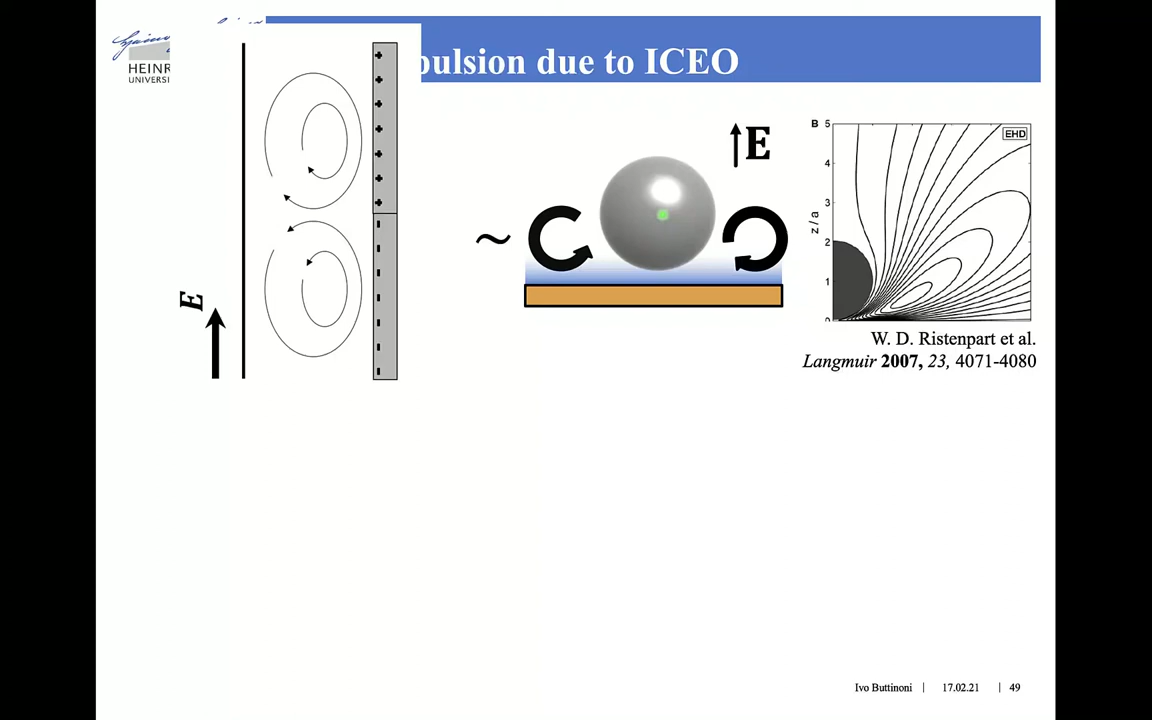 HEINR
UNIVERSI
pulsion due to ICEO
E
E
~
B 5
EHD
4
3
2
1
0
z/a
W. D. Ristenpart et al.
Langmuir 2007, 23, 4071-4080
Ivo Buttinoni | 17.02.21 | 49